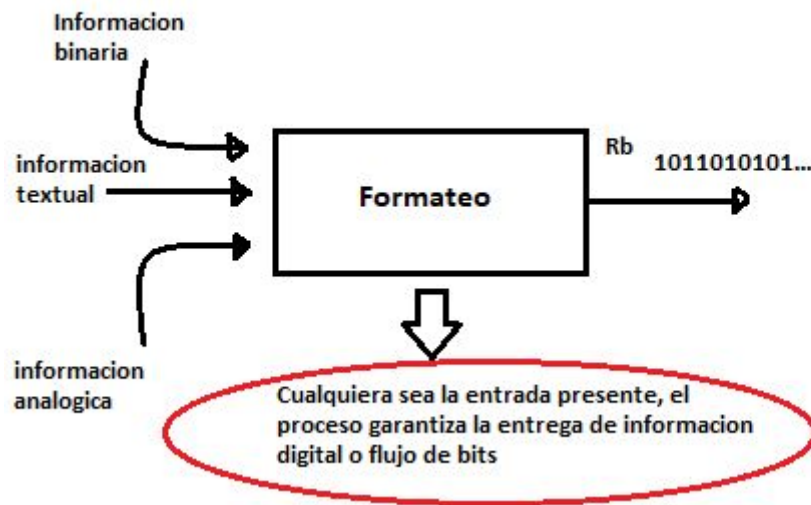 Informacion
binaria
informacion
textual
informacion
analogica
Formateo
Rb
1011010101...
Cualquiera sea la entrada presente, el
proceso garantiza la entrega de informacion
digital o flujo de bits